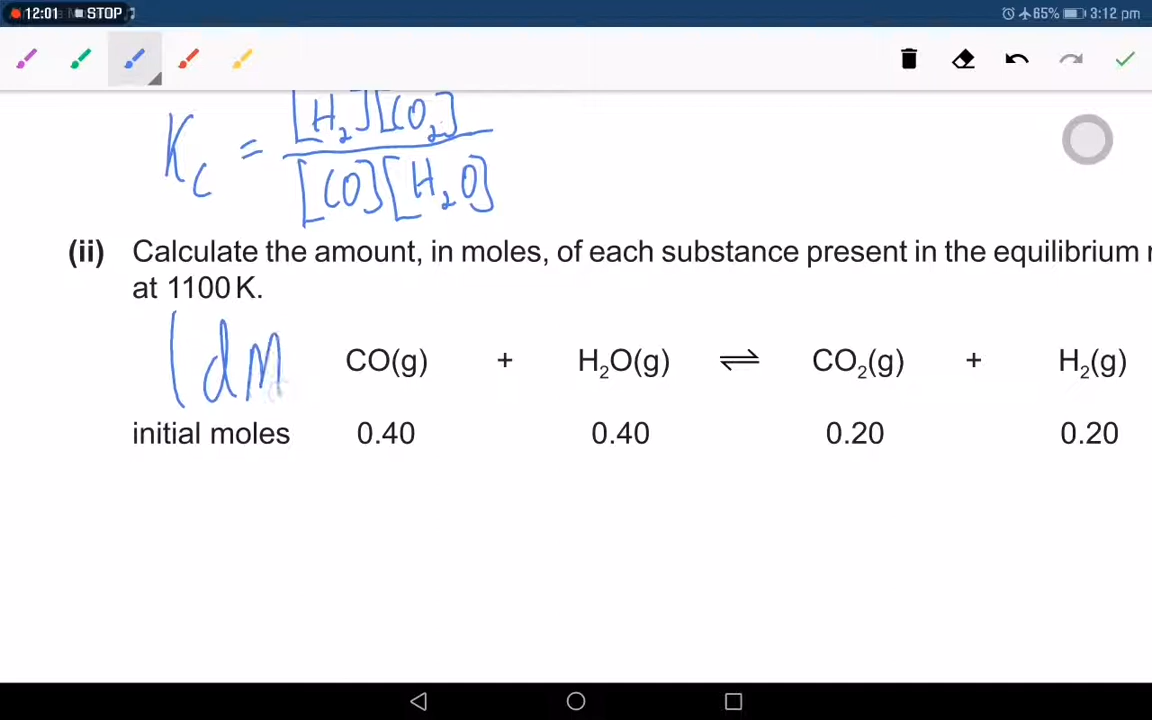 12:01 STOP 65% 3:12 pm
K_c = [H₂][CO₂] / [CO][H₂O]
(ii) Calculate the amount, in moles, of each substance present in the equilibrium
at 1100 K.
1 dm CO(g) + H₂O(g) ⇌ CO₂(g) + H₂(g)
initial moles 0.40 0.40 0.20 0.20